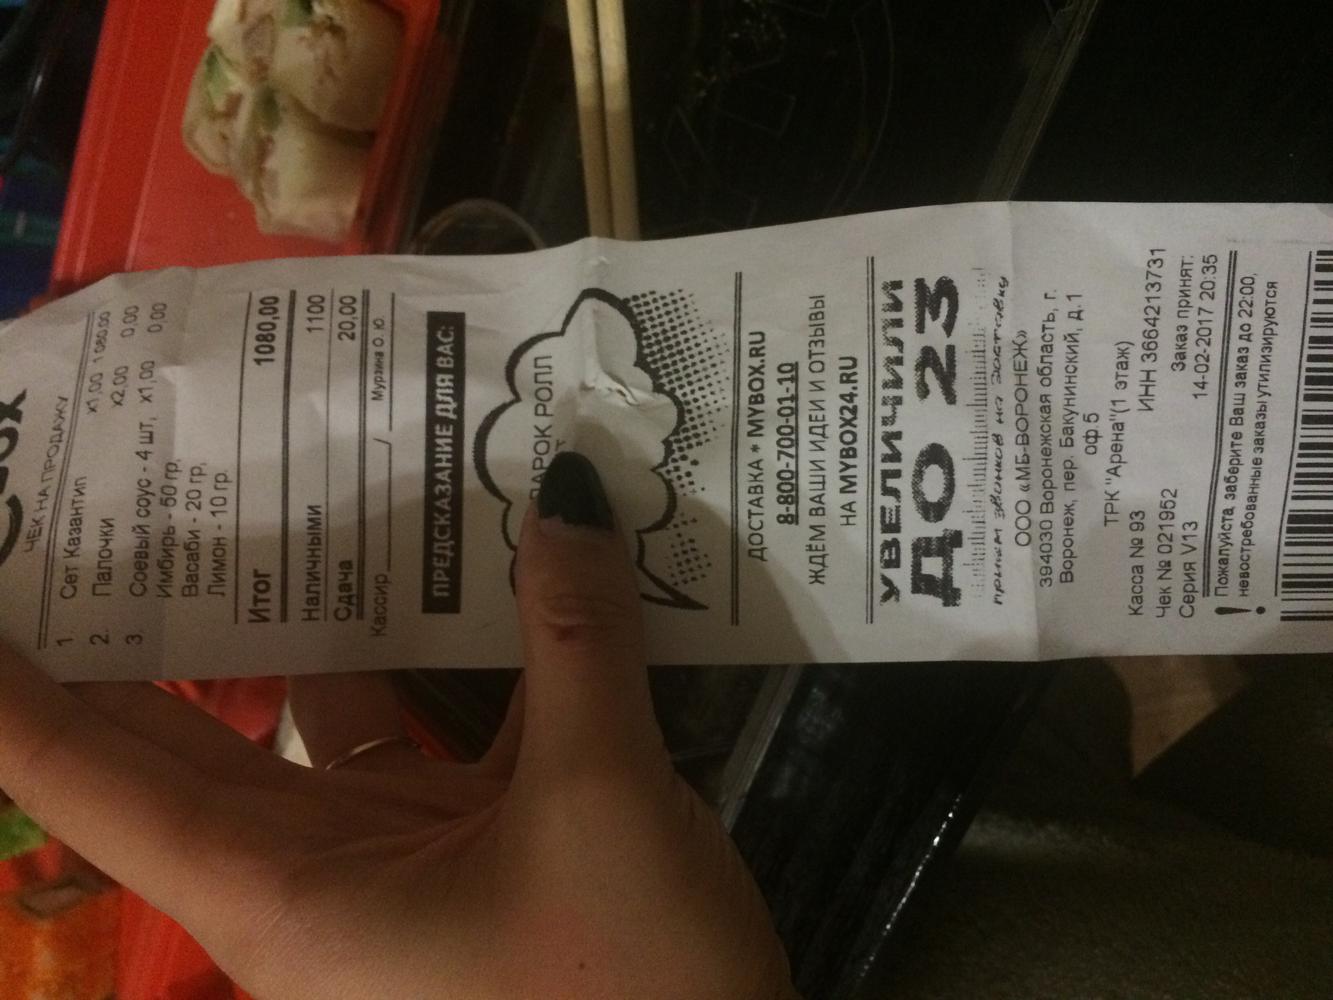 ЧЕК НА ПРОДАЖУ
1. Сет Казантип x1,00 1 080,00
2. Палочки x2,00 0,00
3. Соевый соус - 4 шт, x1,00 0,00
Имбирь - 50 гр,
Васаби - 20 гр,
Лимон - 10 гр.
Итог 1080,00
Наличными 1100
Сдача 20,00
Кассир / Мурзина О. Ю.
ПРЕДСКАЗАНИЕ ДЛЯ ВАС:
РОЛЛ
ДОСТАВКА * MYBOX.RU
8-800-700-01-10
ЖДЁМ ВАШИ ИДЕИ И ОТЗЫВЫ
НА MYBOX24.RU
УВЕЛИЧИЛИ
ДО 23
прием звонков на доставку
ООО «МБ-ВОРОНЕЖ»
394030 Воронежская область, г.
Воронеж, пер. Бакунинский, д.1
оф.5
ТРК "Арена"(1 этаж)
Касса № 93 ИНН 3664213731
Чек № 021952 Заказ принят:
Серия V13 14-02-2017 20:35
! Пожалуйста, заберите Ваш заказ до 22:00,
невостребованные заказы утилизируются